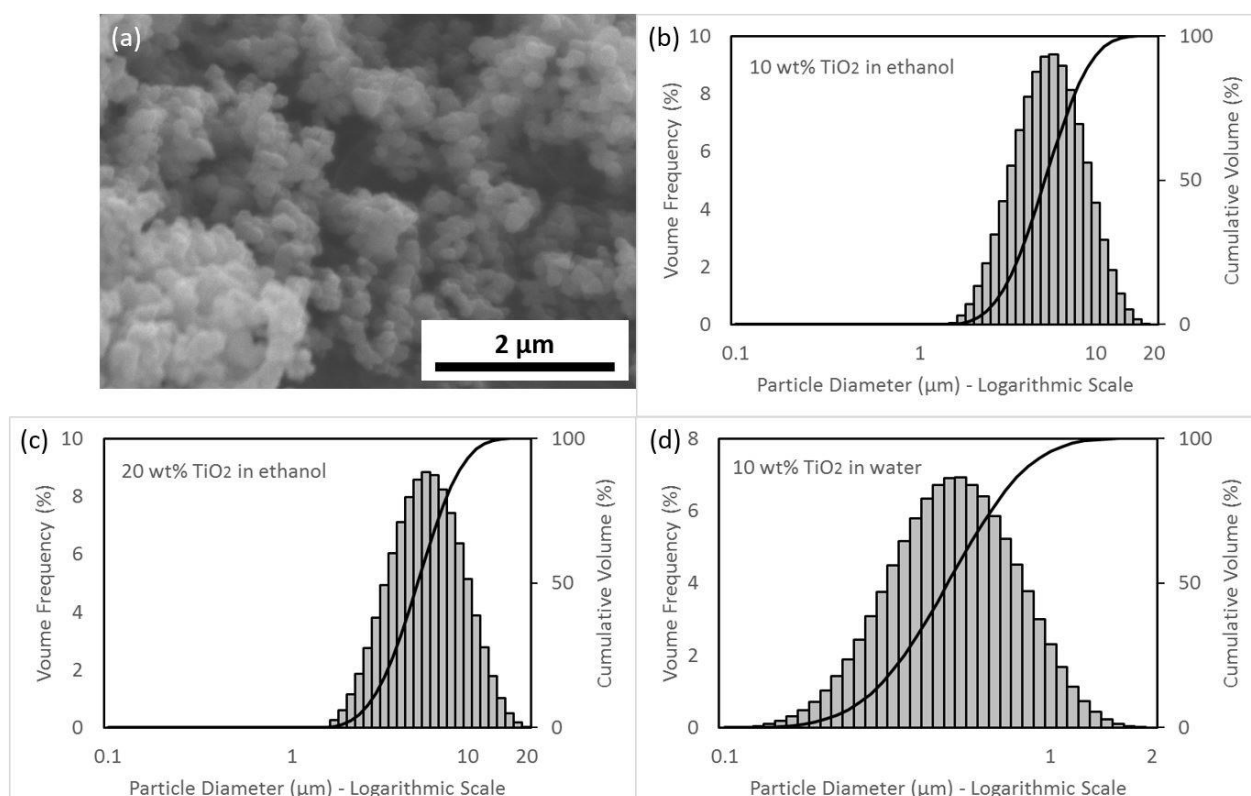 (a)
2 µm
(b)
10 wt% TiO2 in ethanol
Voume Frequency (%)
10
8
6
4
2
0
100
50
0
Cumulative Volume (%)
0.1 1 10 20
Particle Diameter (µm) - Logarithmic Scale
(c)
20 wt% TiO2 in ethanol
Voume Frequency (%)
10
8
6
4
2
0
100
50
0
Cumulative Volume (%)
0.1 1 10 20
Particle Diameter (µm) - Logarithmic Scale
(d)
10 wt% TiO2 in water
Voume Frequency (%)
8
7
6
5
4
3
2
1
0
100
50
0
Cumulative Volume (%)
0.1 1 2
Particle Diameter (µm) - Logarithmic Scale